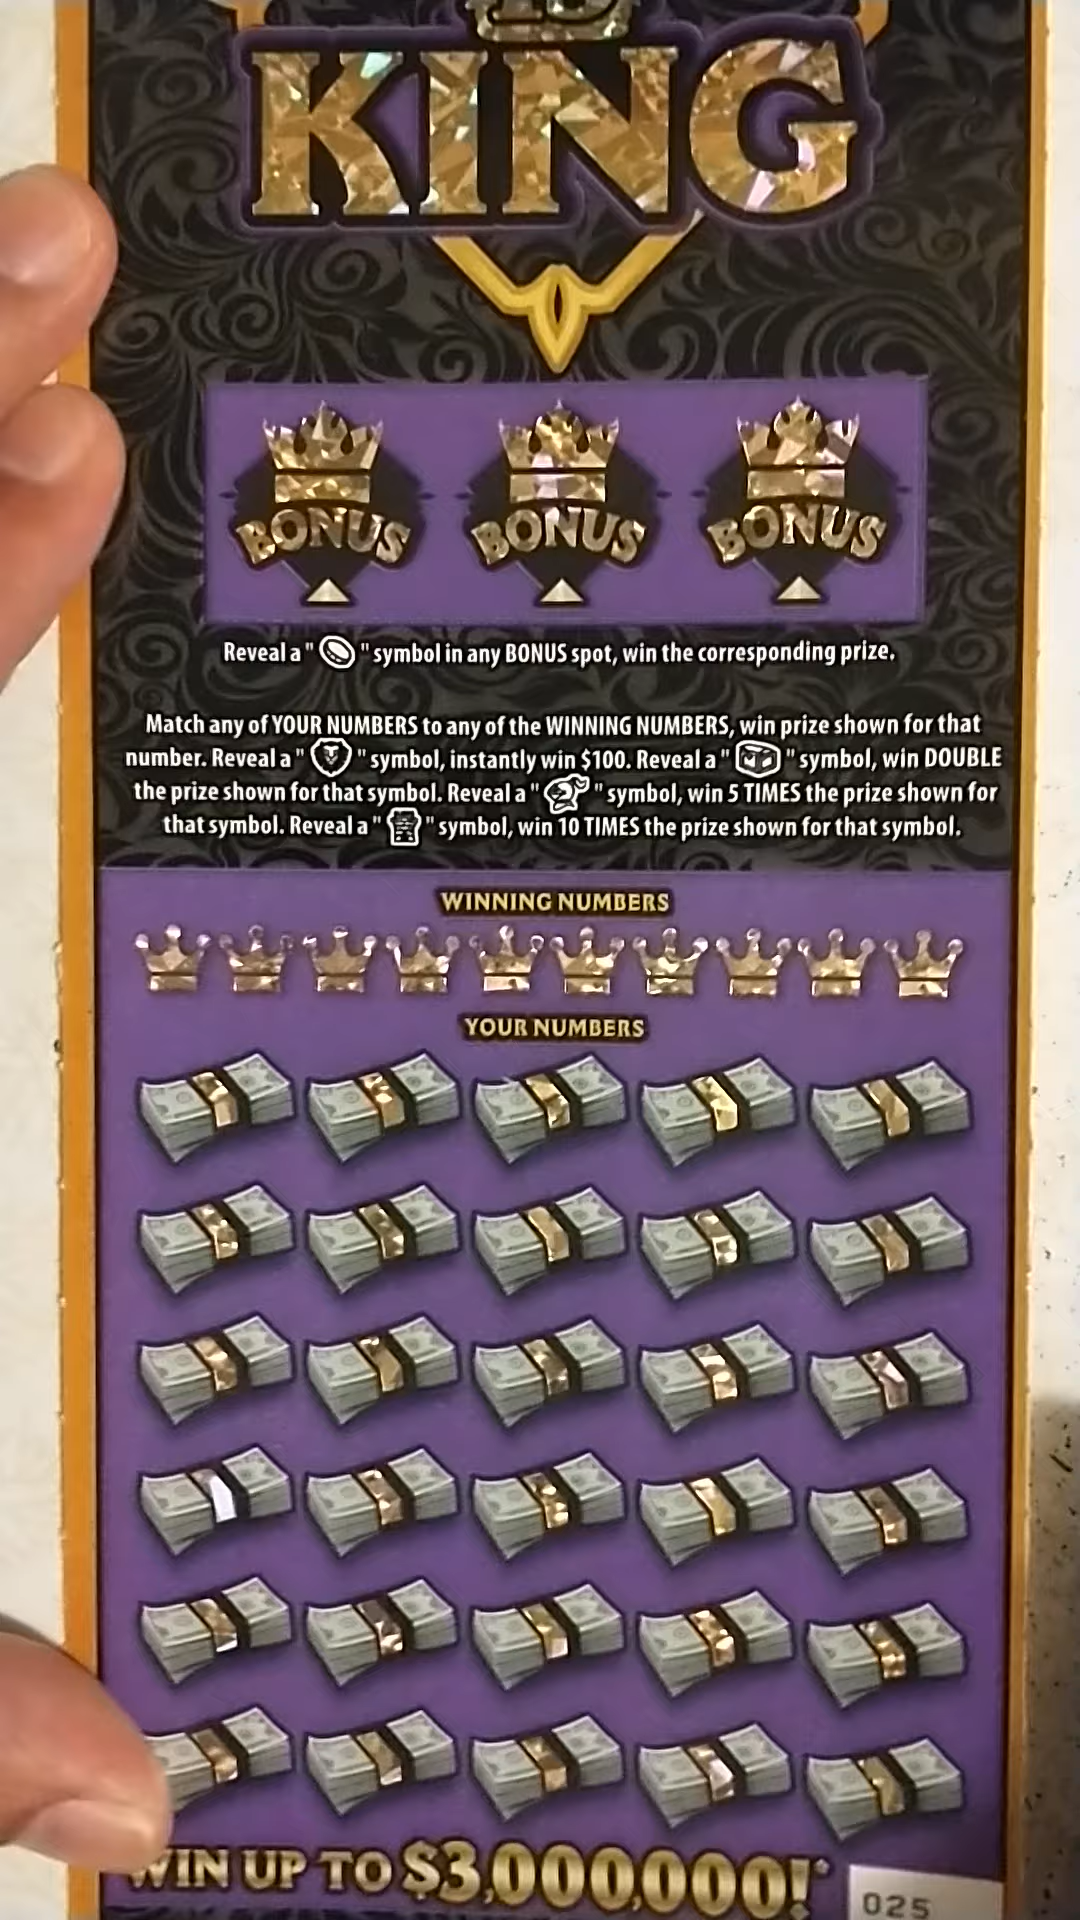 KING
BONUS BONUS BONUS
Reveal a " " symbol in any BONUS spot, win the corresponding prize.
Match any of YOUR NUMBERS to any of the WINNING NUMBERS, win prize shown for that
number. Reveal a " " symbol, instantly win $100. Reveal a " " symbol, win DOUBLE
the prize shown for that symbol. Reveal a " " symbol, win 5 TIMES the prize shown for
that symbol. Reveal a " " symbol, win 10 TIMES the prize shown for that symbol.
WINNING NUMBERS
YOUR NUMBERS
WIN UP TO $3,000,000!*
025